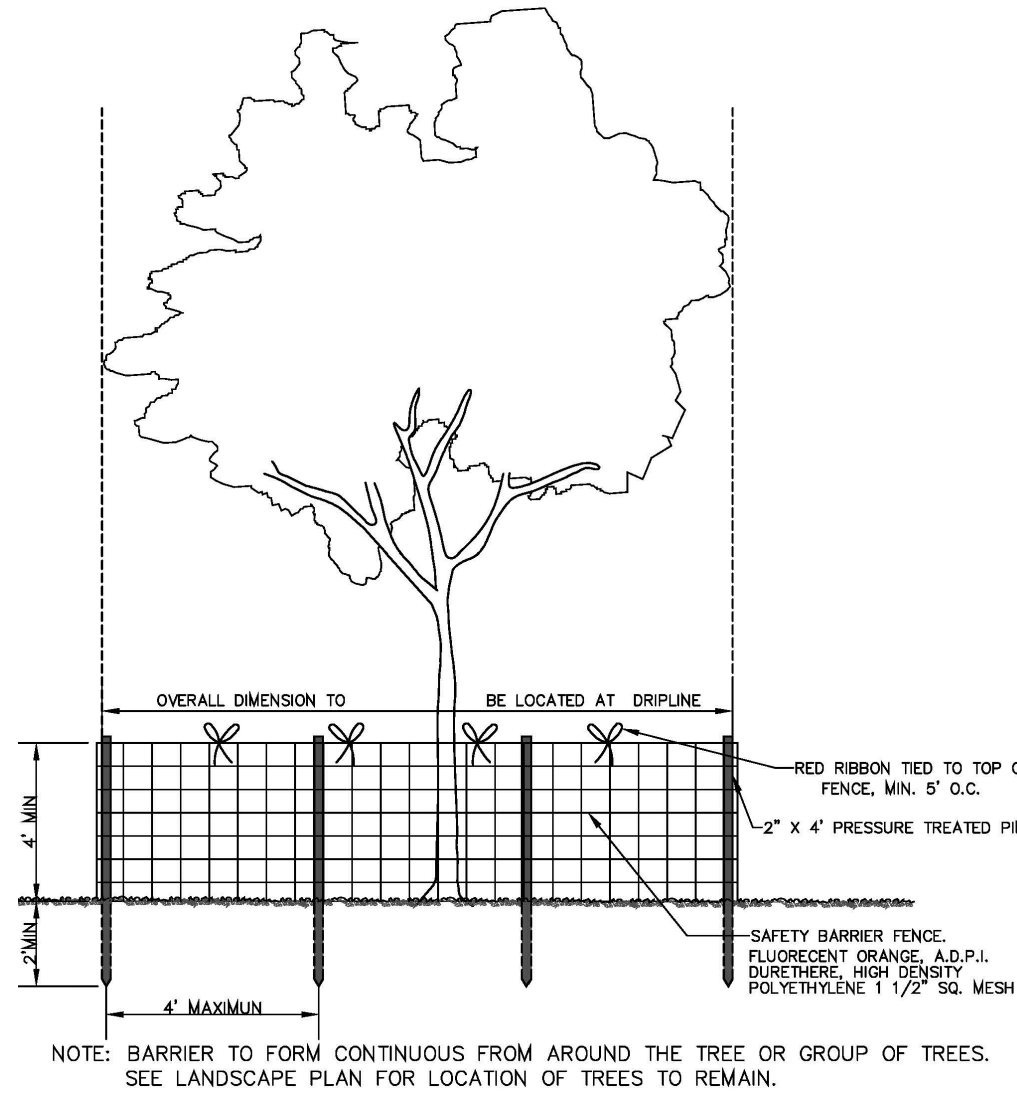 OVERALL DIMENSION TO BE LOCATED AT DRIPLINE
RED RIBBON TIED TO TOP
FENCE, MIN. 5' O.C.
2" X 4' PRESSURE TREATED
4' MIN
2'MIN
SAFETY BARRIER FENCE.
FLUORECENT ORANGE, A.D.P.I.
DURETHERE, HIGH DENSITY
POLYETHYLENE 1 1/2" SQ. MESH
4' MAXIMUN
NOTE: BARRIER TO FORM CONTINUOUS FROM AROUND THE TREE OR GROUP OF TREES.
SEE LANDSCAPE PLAN FOR LOCATION OF TREES TO REMAIN.